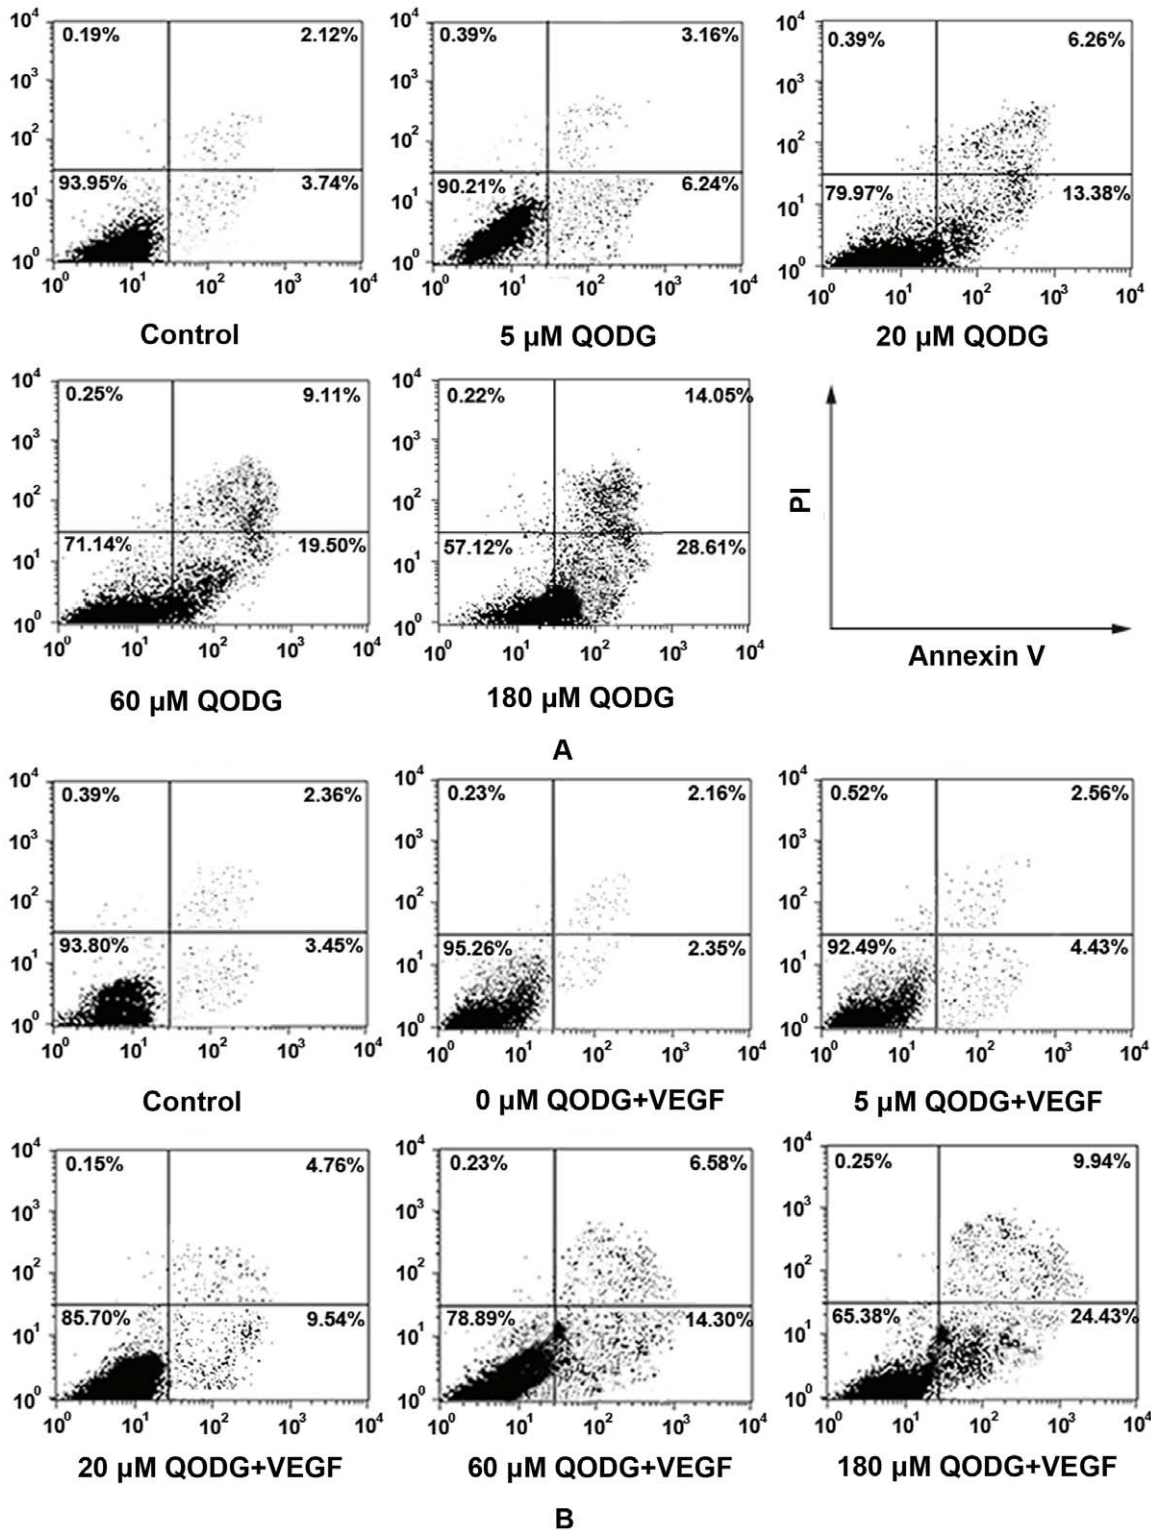 0.19% 2.12%
93.95% 3.74%
10⁴
10³
10²
10¹
10⁰
10⁰ 10¹ 10² 10³ 10⁴
Control
0.39% 3.16%
90.21% 6.24%
10⁴
10³
10²
10¹
10⁰
10⁰ 10¹ 10² 10³ 10⁴
5 µM QODG
0.39% 6.26%
79.97% 13.38%
10⁴
10³
10²
10¹
10⁰
10⁰ 10¹ 10² 10³ 10⁴
20 µM QODG
0.25% 9.11%
71.14% 19.50%
10⁴
10³
10²
10¹
10⁰
10⁰ 10¹ 10² 10³ 10⁴
60 µM QODG
0.22% 14.05%
57.12% 28.61%
10⁴
10³
10²
10¹
10⁰
10⁰ 10¹ 10² 10³ 10⁴
180 µM QODG
PI
Annexin V
A
0.39% 2.36%
93.80% 3.45%
10⁴
10³
10²
10¹
10⁰
10⁰ 10¹ 10² 10³ 10⁴
Control
0.23% 2.16%
95.26% 2.35%
10⁴
10³
10²
10¹
10⁰
10⁰ 10¹ 10² 10³ 10⁴
0 µM QODG+VEGF
0.52% 2.56%
92.49% 4.43%
10⁴
10³
10²
10¹
10⁰
10⁰ 10¹ 10² 10³ 10⁴
5 µM QODG+VEGF
0.15% 4.76%
85.70% 9.54%
10⁴
10³
10²
10¹
10⁰
10⁰ 10¹ 10² 10³ 10⁴
20 µM QODG+VEGF
0.23% 6.58%
78.89% 14.30%
10⁴
10³
10²
10¹
10⁰
10⁰ 10¹ 10² 10³ 10⁴
60 µM QODG+VEGF
0.25% 9.94%
65.38% 24.43%
10⁴
10³
10²
10¹
10⁰
10⁰ 10¹ 10² 10³ 10⁴
180 µM QODG+VEGF
B